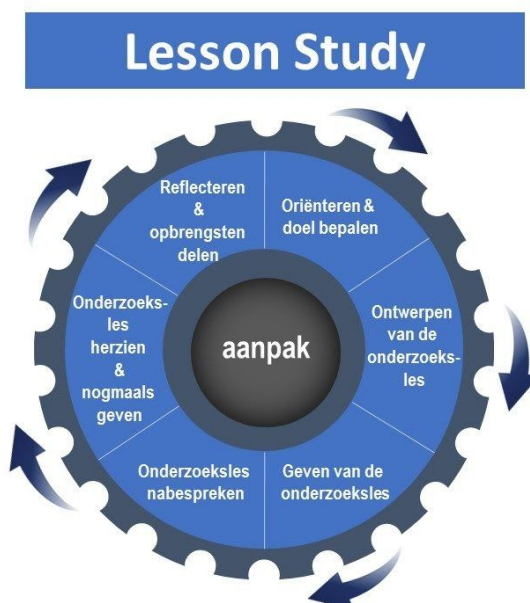 Lesson Study
Oriënteren &
doel bepalen
Ontwerpen
van de
onderzoeks-
les
Geven van de
onderzoeksles
Onderzoeksles
nabespreken
Onderzoeks-
les
herzien
&
nogmaals
geven
Reflecteren
&
opbrengsten
delen
aanpak